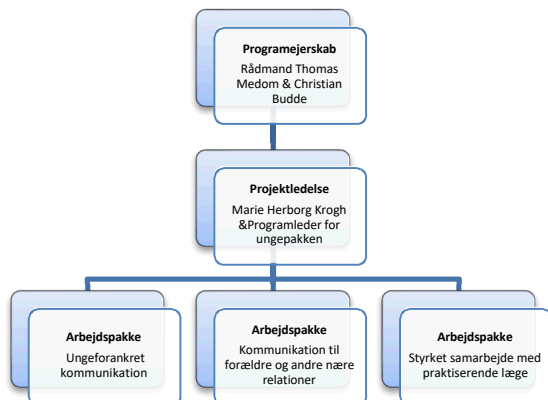 Programejerskab
Rådmand Thomas
Medom & Christian
Budde
Projektledelse
Marie Herborg Krogh
&Programleder for
ungepakken
Arbejdspakke
Ungeforankret
kommunikation
Arbejdspakke
Kommunikation til
forældre og andre nære
relationer
Arbejdspakke
Styrket samarbejde med
praktiserende læge